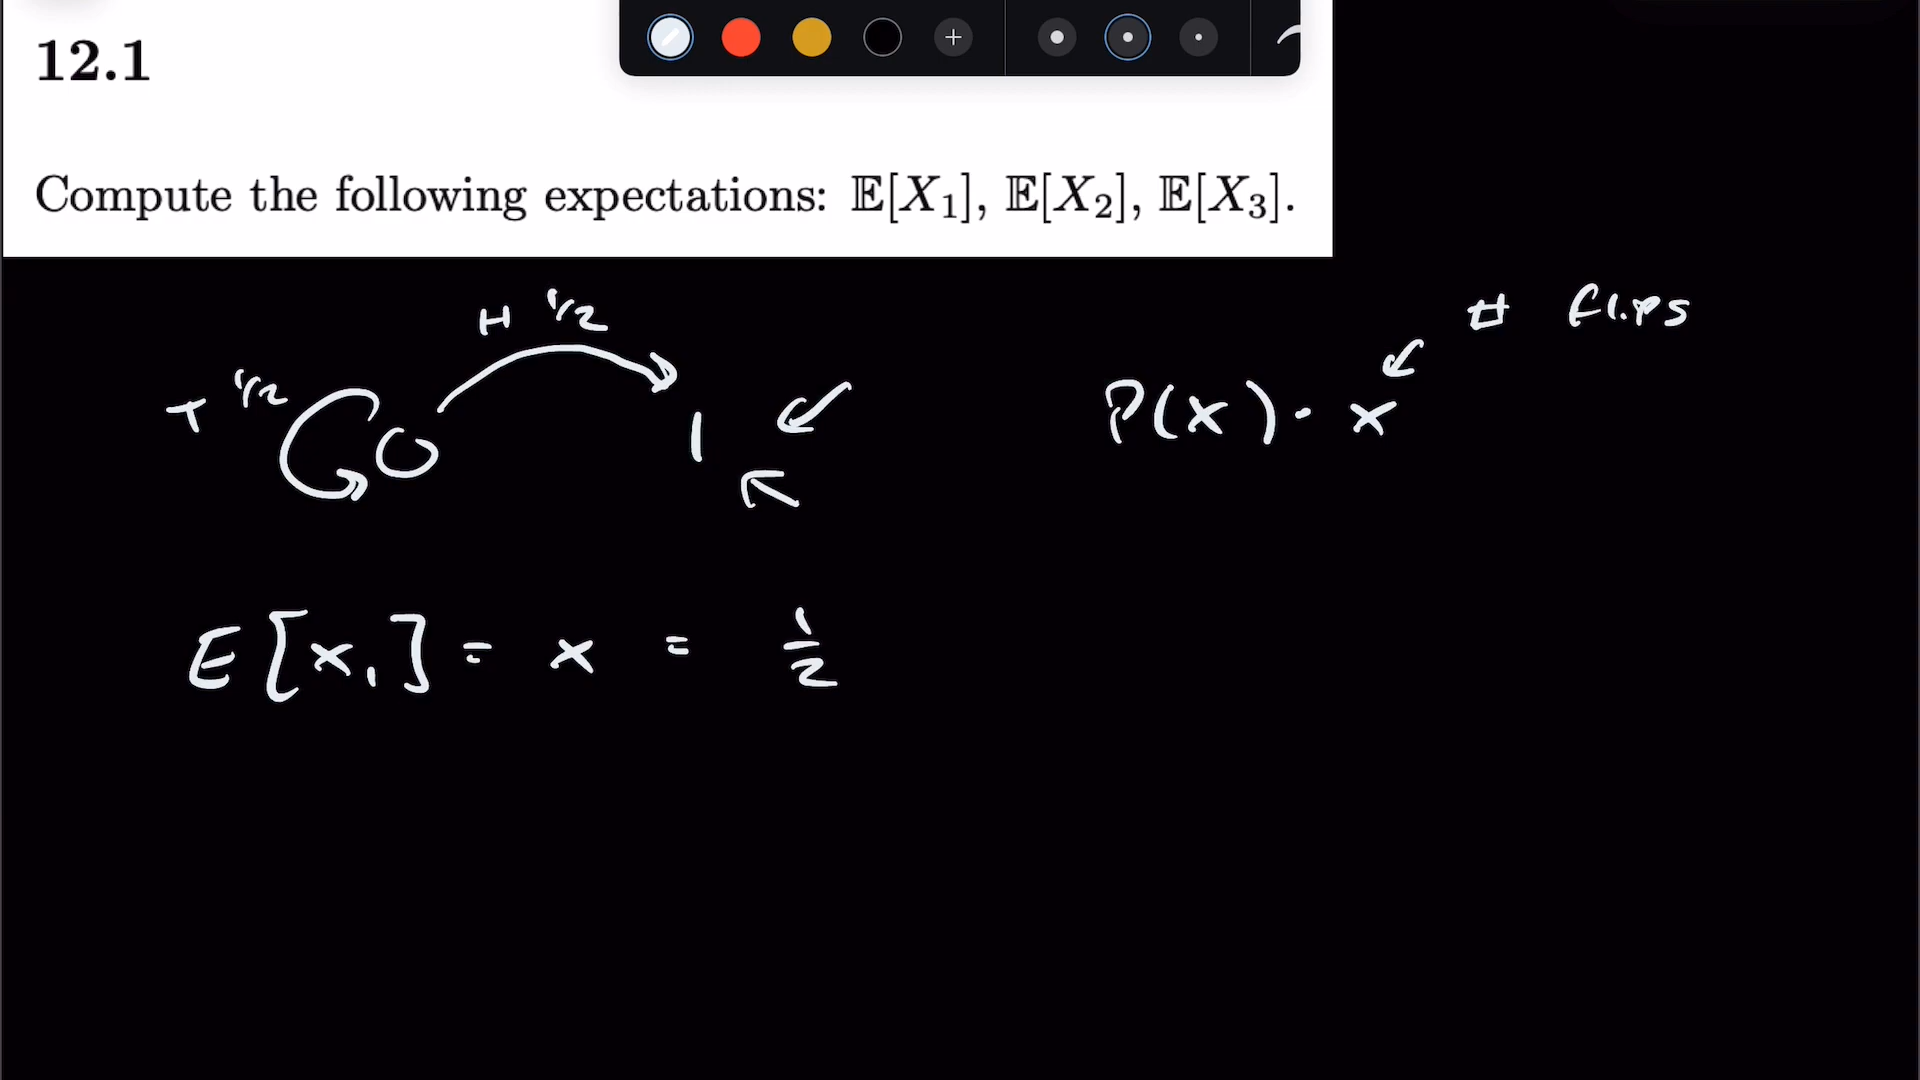 12.1
Compute the following expectations: 𝔼[X₁], 𝔼[X₂], 𝔼[X₃].
# flips
H 1/2
T 1/2
0 1
P(x) · x
E[x₁] = x = 1/2